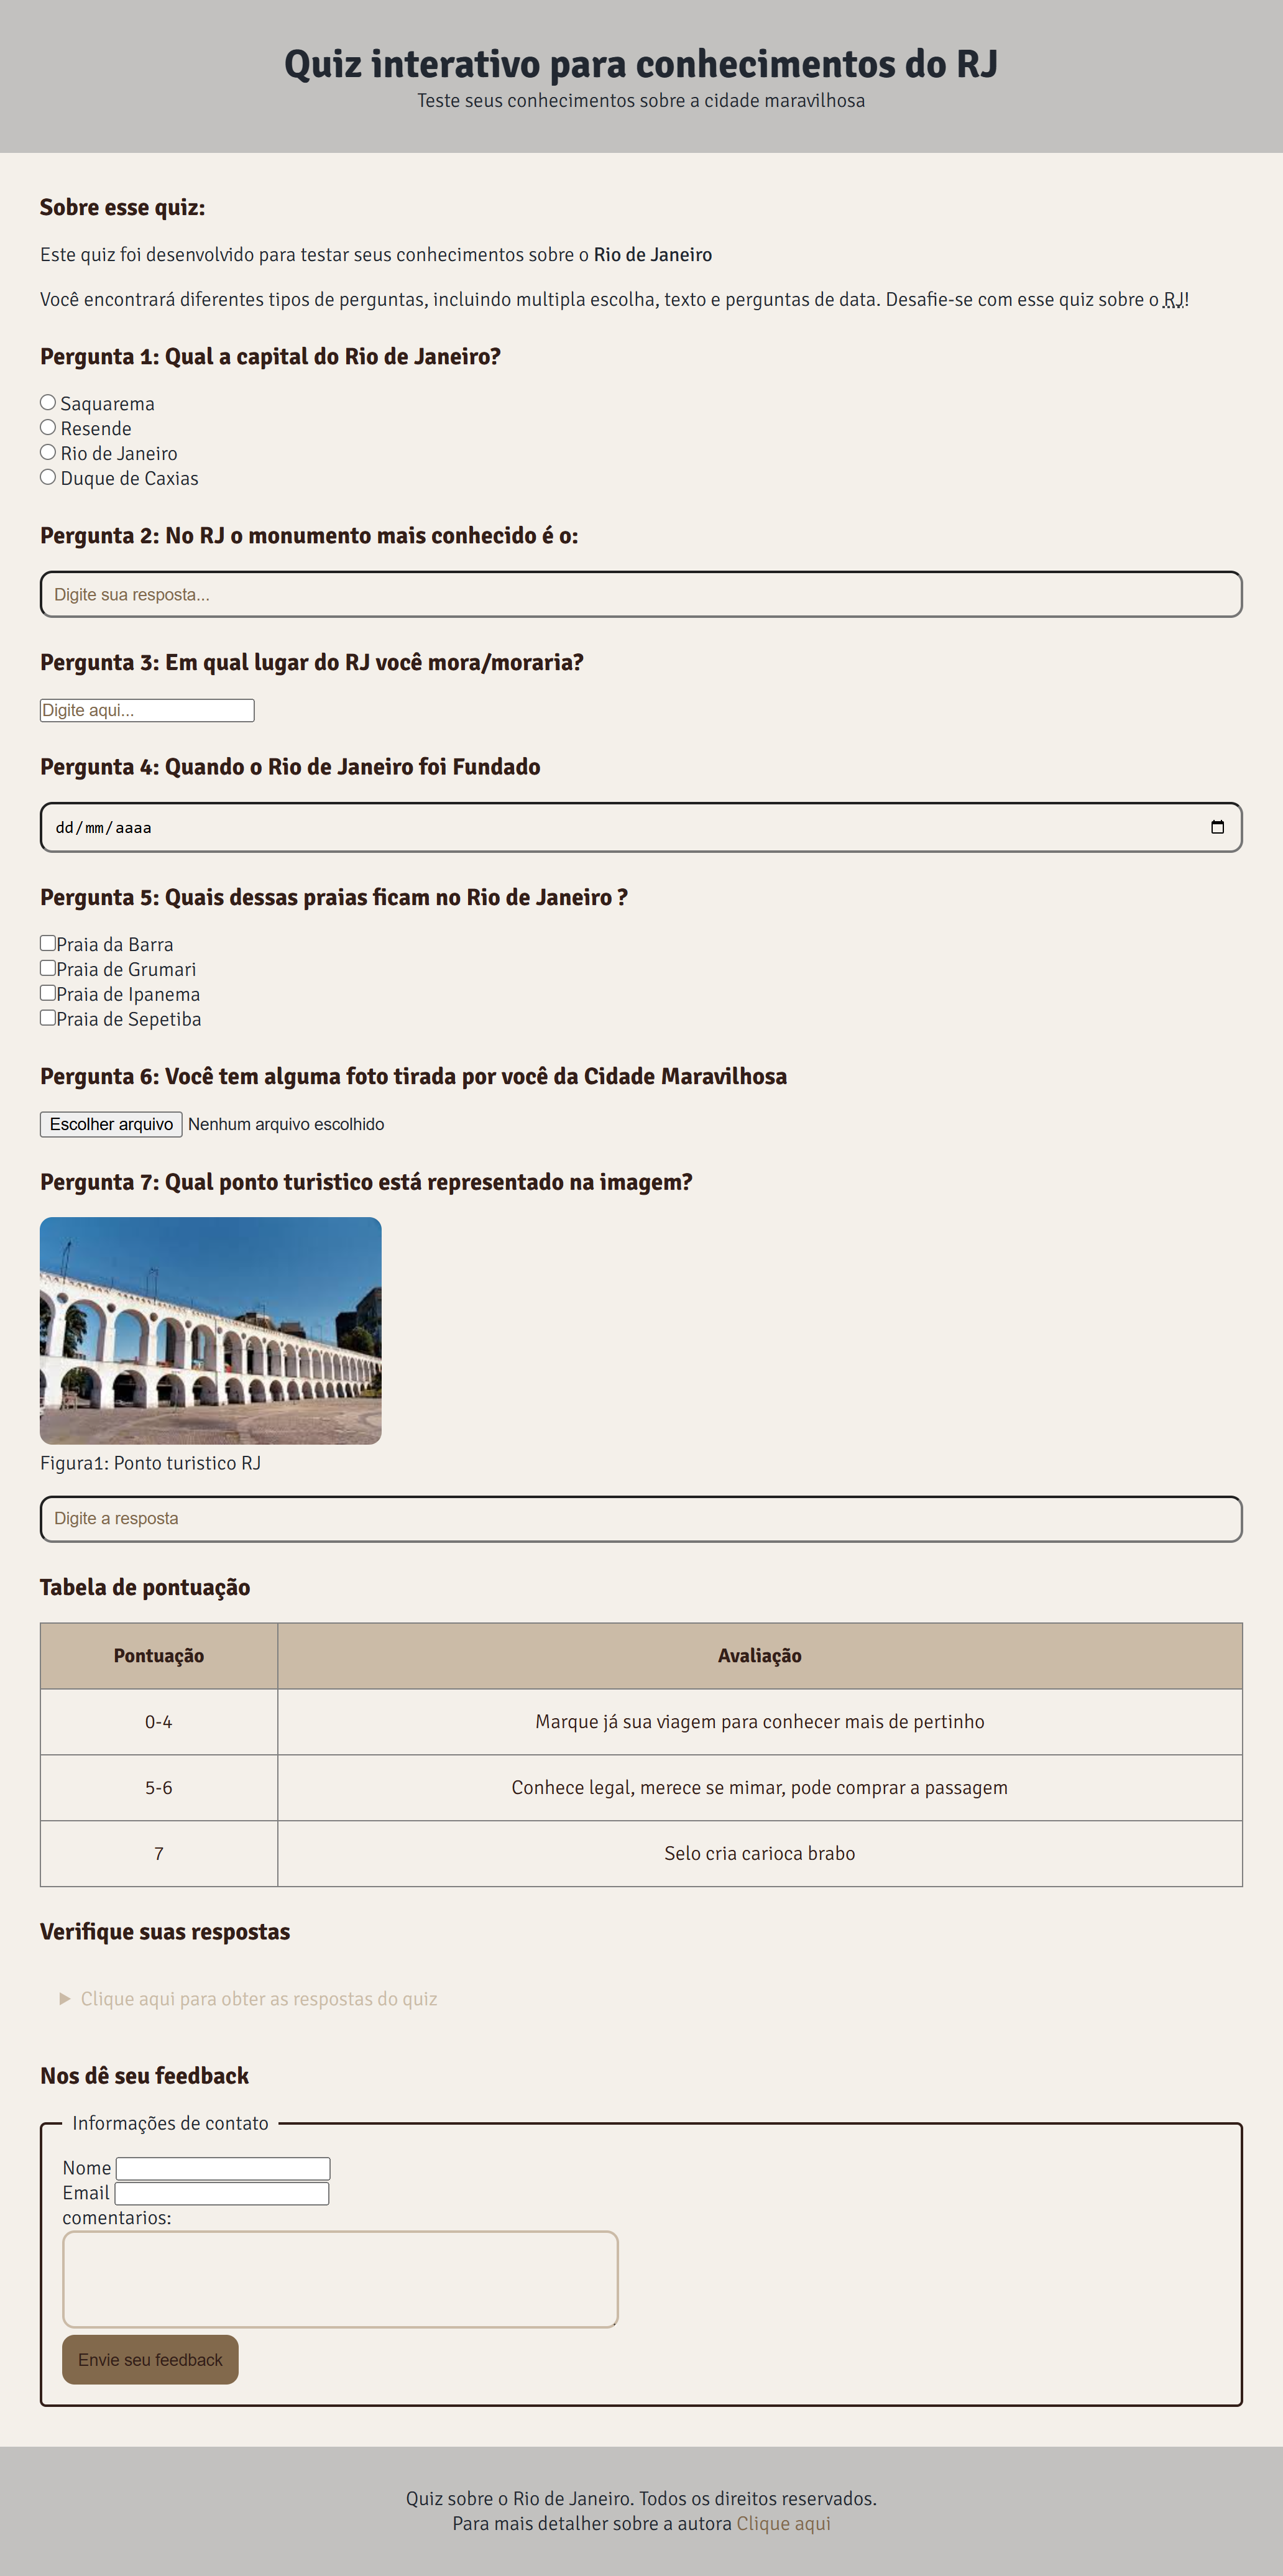 Quiz interativo para conhecimentos do RJ
Teste seus conhecimentos sobre a cidade maravilhosa
Sobre esse quiz:
Este quiz foi desenvolvido para testar seus conhecimentos sobre o Rio de Janeiro
Você encontrará diferentes tipos de perguntas, incluindo multipla escolha, texto e perguntas de data. Desafie-se com esse quiz sobre o RJ!
Pergunta 1: Qual a capital do Rio de Janeiro?
Saquarema
Resende
Rio de Janeiro
Duque de Caxias
Pergunta 2: No RJ o monumento mais conhecido é o:
Digite sua resposta...
Pergunta 3: Em qual lugar do RJ você mora/moraria?
Digite aqui...
Pergunta 4: Quando o Rio de Janeiro foi Fundado
dd/mm/aaaa
Pergunta 5: Quais dessas praias ficam no Rio de Janeiro ?
Praia da Barra
Praia de Grumari
Praia de Ipanema
Praia de Sepetiba
Pergunta 6: Você tem alguma foto tirada por você da Cidade Maravilhosa
Escolher arquivo Nenhum arquivo escolhido
Pergunta 7: Qual ponto turistico está representado na imagem?
Figura1: Ponto turistico RJ
Digite a resposta
Tabela de pontuação
Pontuação Avaliação
0-4 Marque já sua viagem para conhecer mais de pertinho
5-6 Conhece legal, merece se mimar, pode comprar a passagem
7 Selo cria carioca brabo
Verifique suas respostas
Clique aqui para obter as respostas do quiz
Nos dê seu feedback
Informações de contato
Nome
Email
comentarios:
Envie seu feedback
Quiz sobre o Rio de Janeiro. Todos os direitos reservados.
Para mais detalher sobre a autora Clique aqui